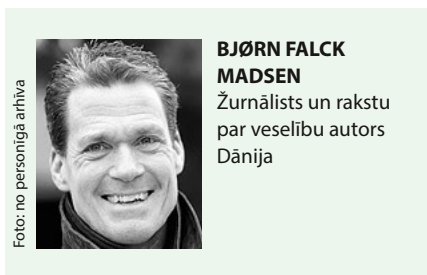 BJØRN FALCK
MADSEN
Žurnālists un rakstu
par veselību autors
Dānija
Foto: no personīgā arhīva